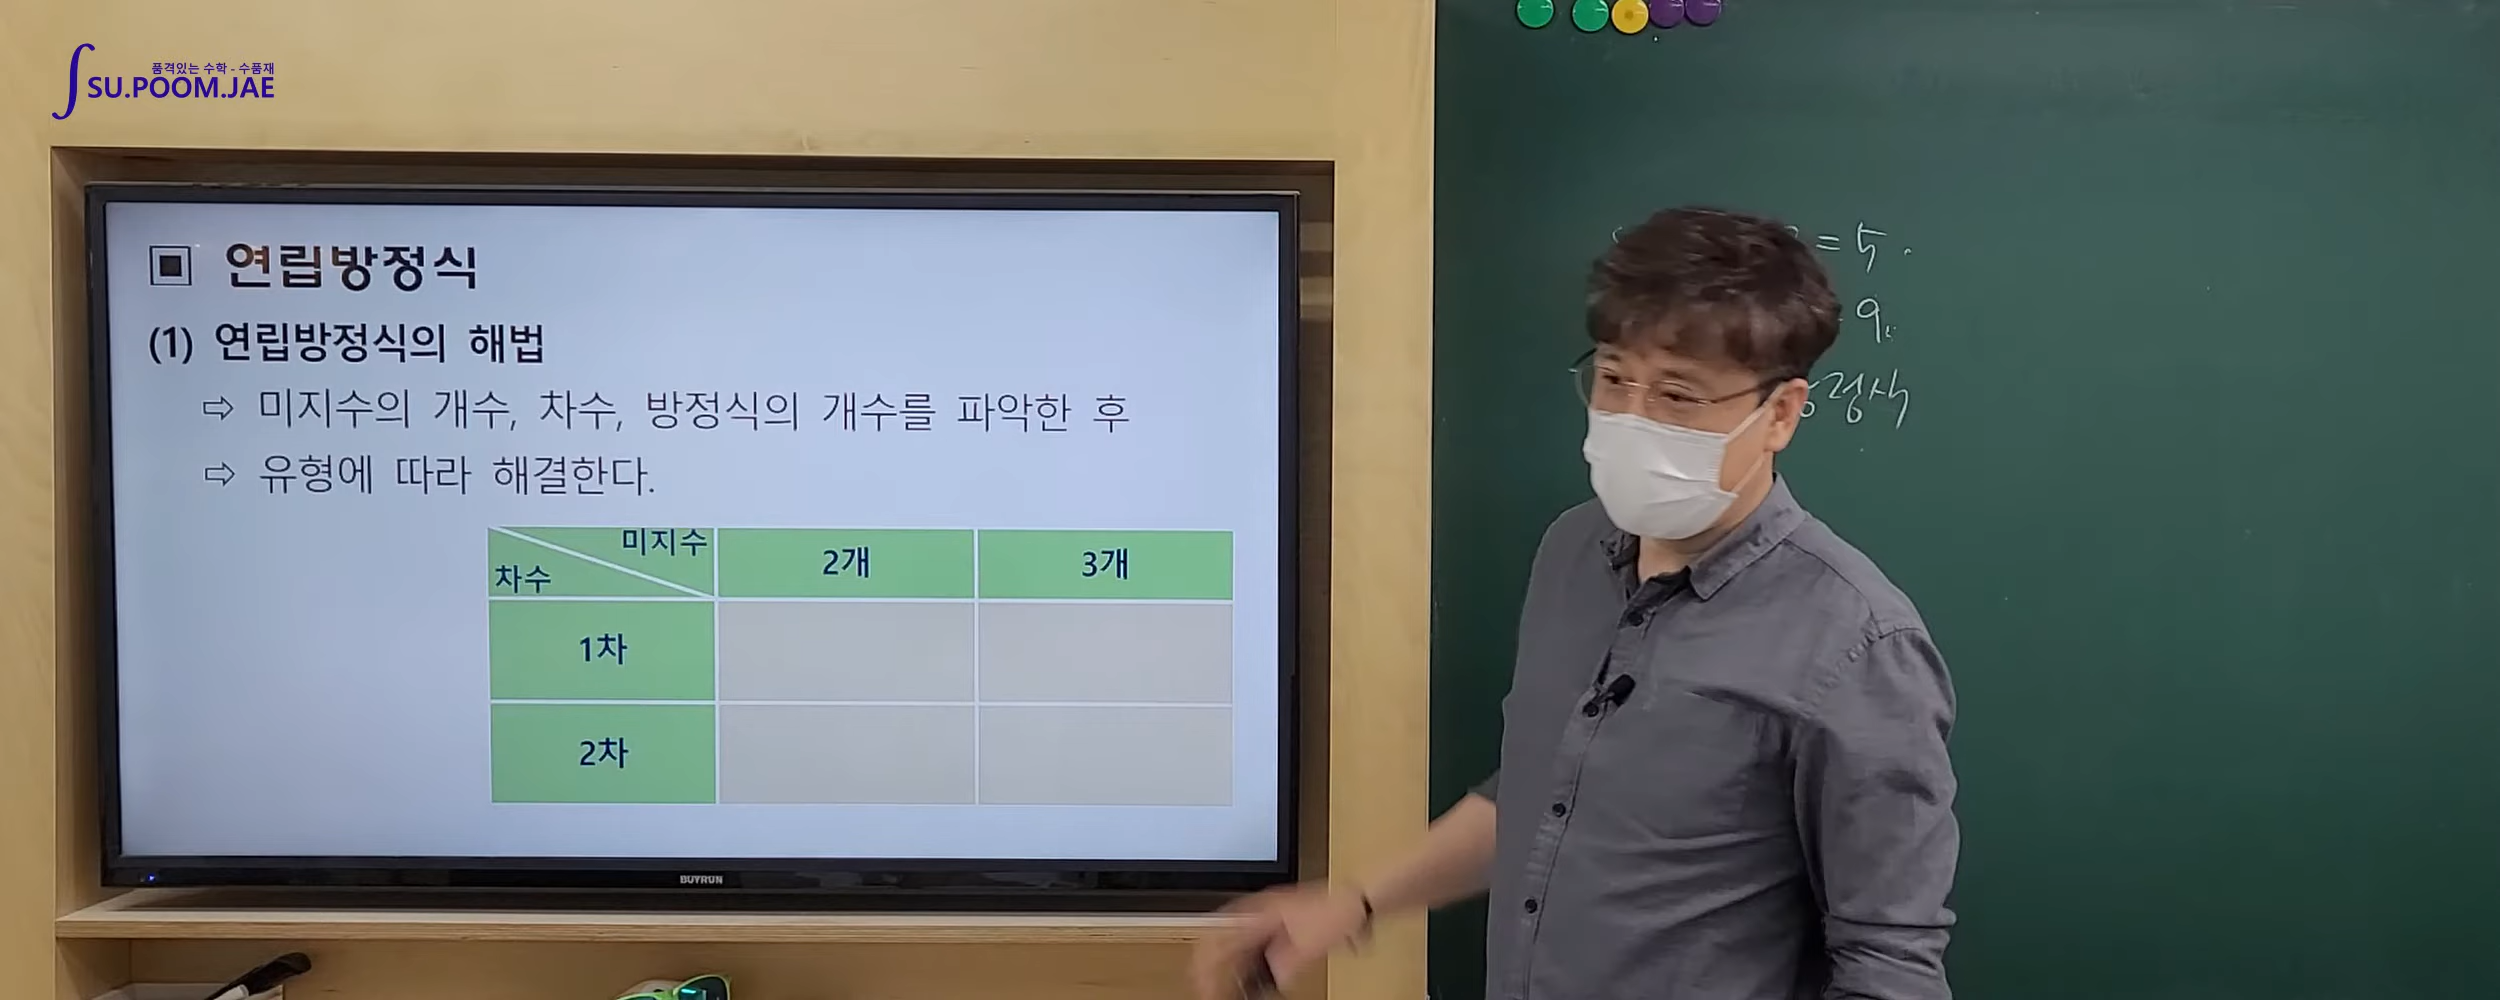 품격있는 수학 - 수품재
SU.POOM.JAE
▣ 연립방정식
(1) 연립방정식의 해법
⇨ 미지수의 개수, 차수, 방정식의 개수를 파악한 후
⇨ 유형에 따라 해결한다.
미지수
차수
2개
3개
1차
2차
BUYRUN
= 5
9
정식